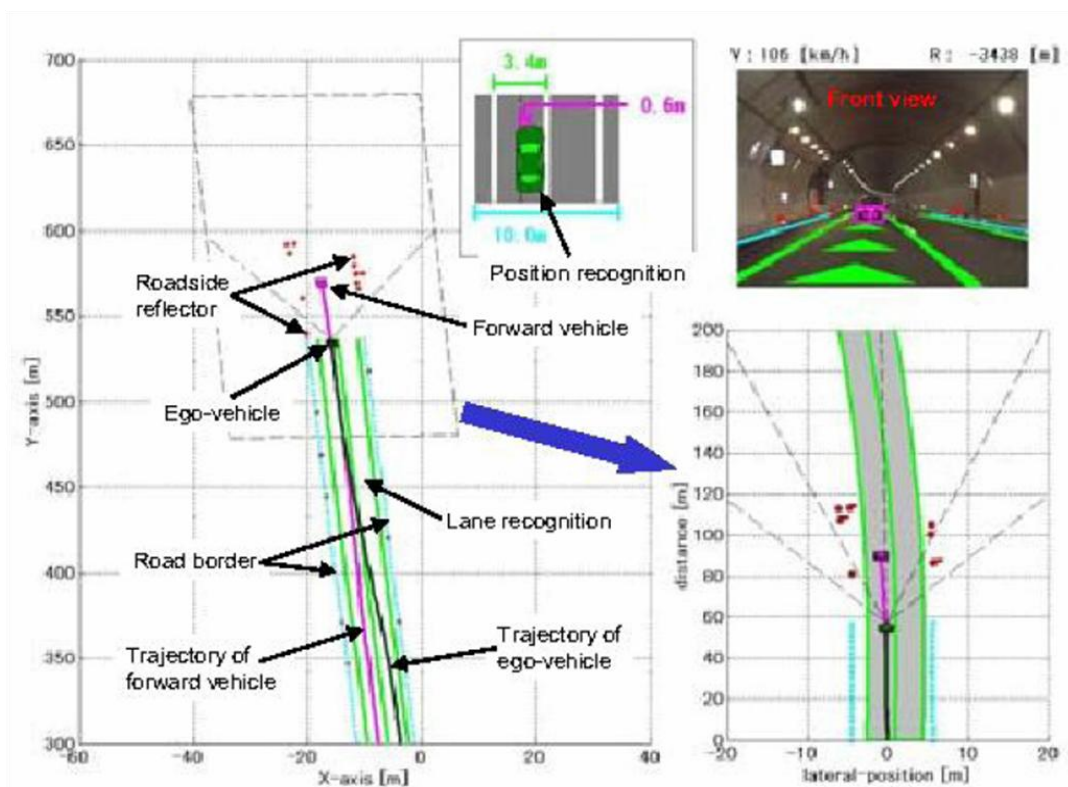 700
650
600
550
500
450
400
350
300
-60
-20
0
20
40
Y-axis [m]
X-axis [m]
3.4m
0.6m
10.0m
Position recognition
Roadside
reflector
Forward vehicle
Ego-vehicle
Lane recognition
Road border
Trajectory of
forward vehicle
Trajectory of
ego-vehicle
V: 106 [km/h]
R: -3438 [m]
Front view
200
180
160
140
120
100
80
60
40
20
0
-20
-10
0
10
20
distance [m]
lateral-position [m]